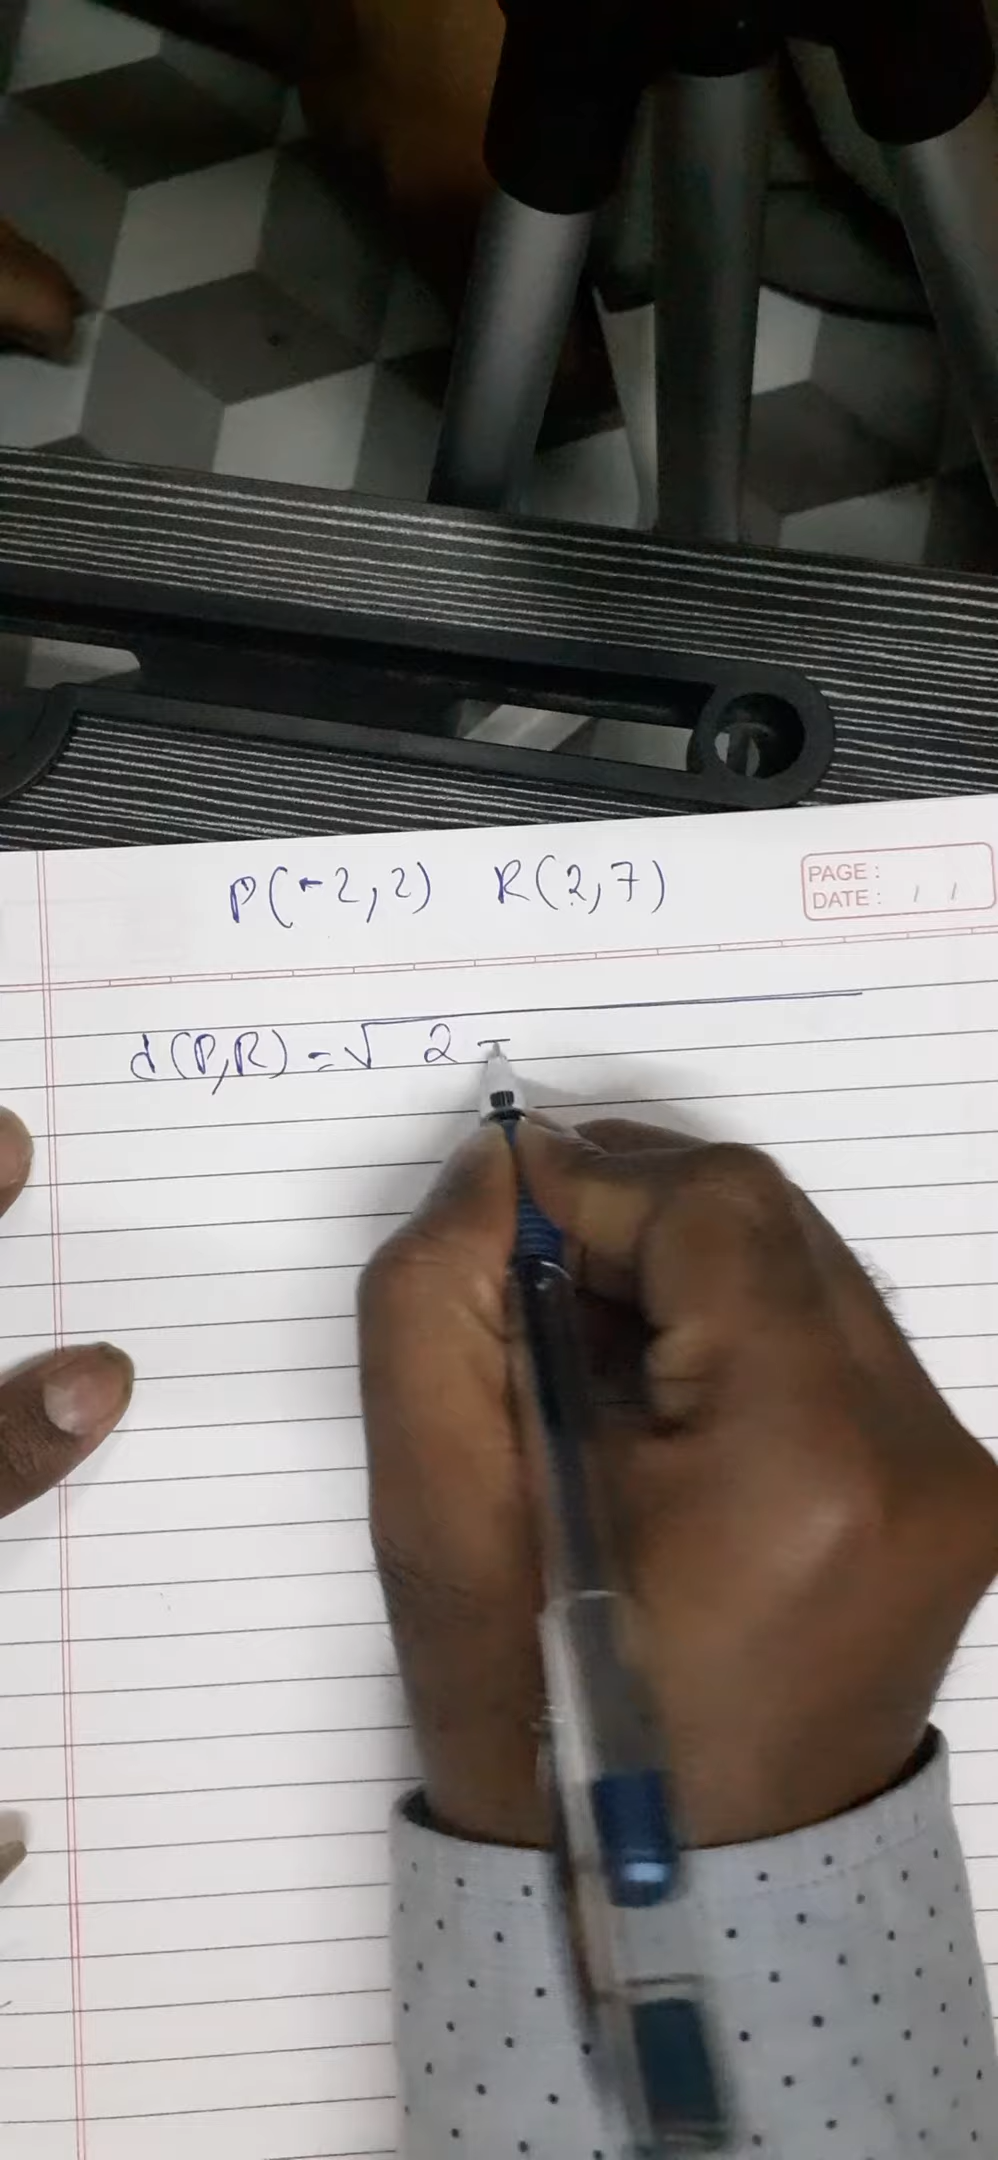 P(-2,2) R(2,7)
PAGE :
DATE : / /
d(P,R) = √ 2 -